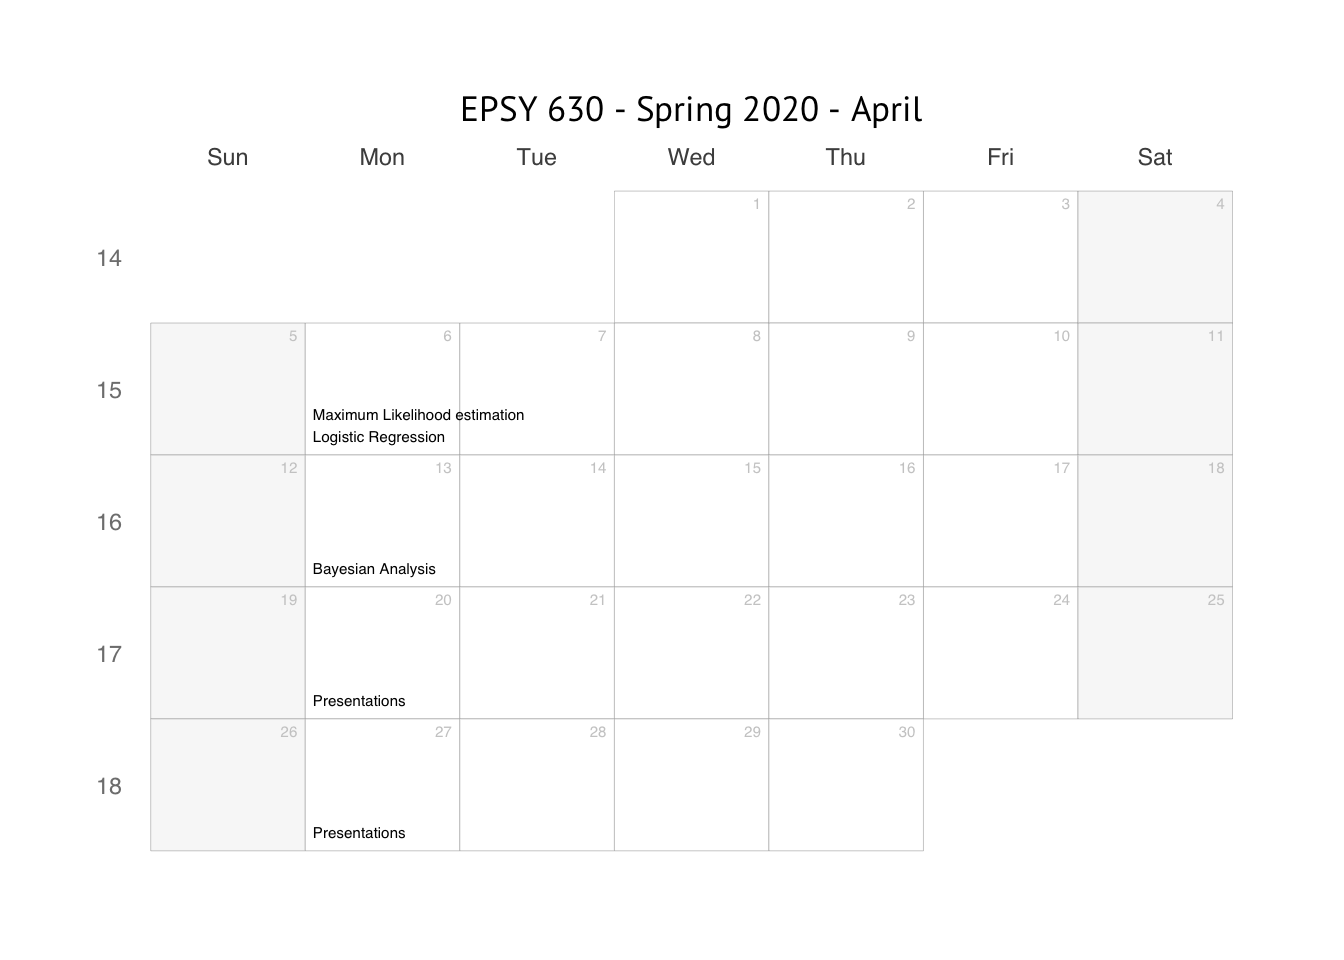 EPSY 630 - Spring 2020 - April
Sun Mon Tue Wed Thu Fri Sat
1 2 3 4
14
5 6 7 8 9 10 11
15
Maximum Likelihood estimation
Logistic Regression
12 13 14 15 16 17 18
16
Bayesian Analysis
19 20 21 22 23 24 25
17
Presentations
26 27 28 29 30
18
Presentations